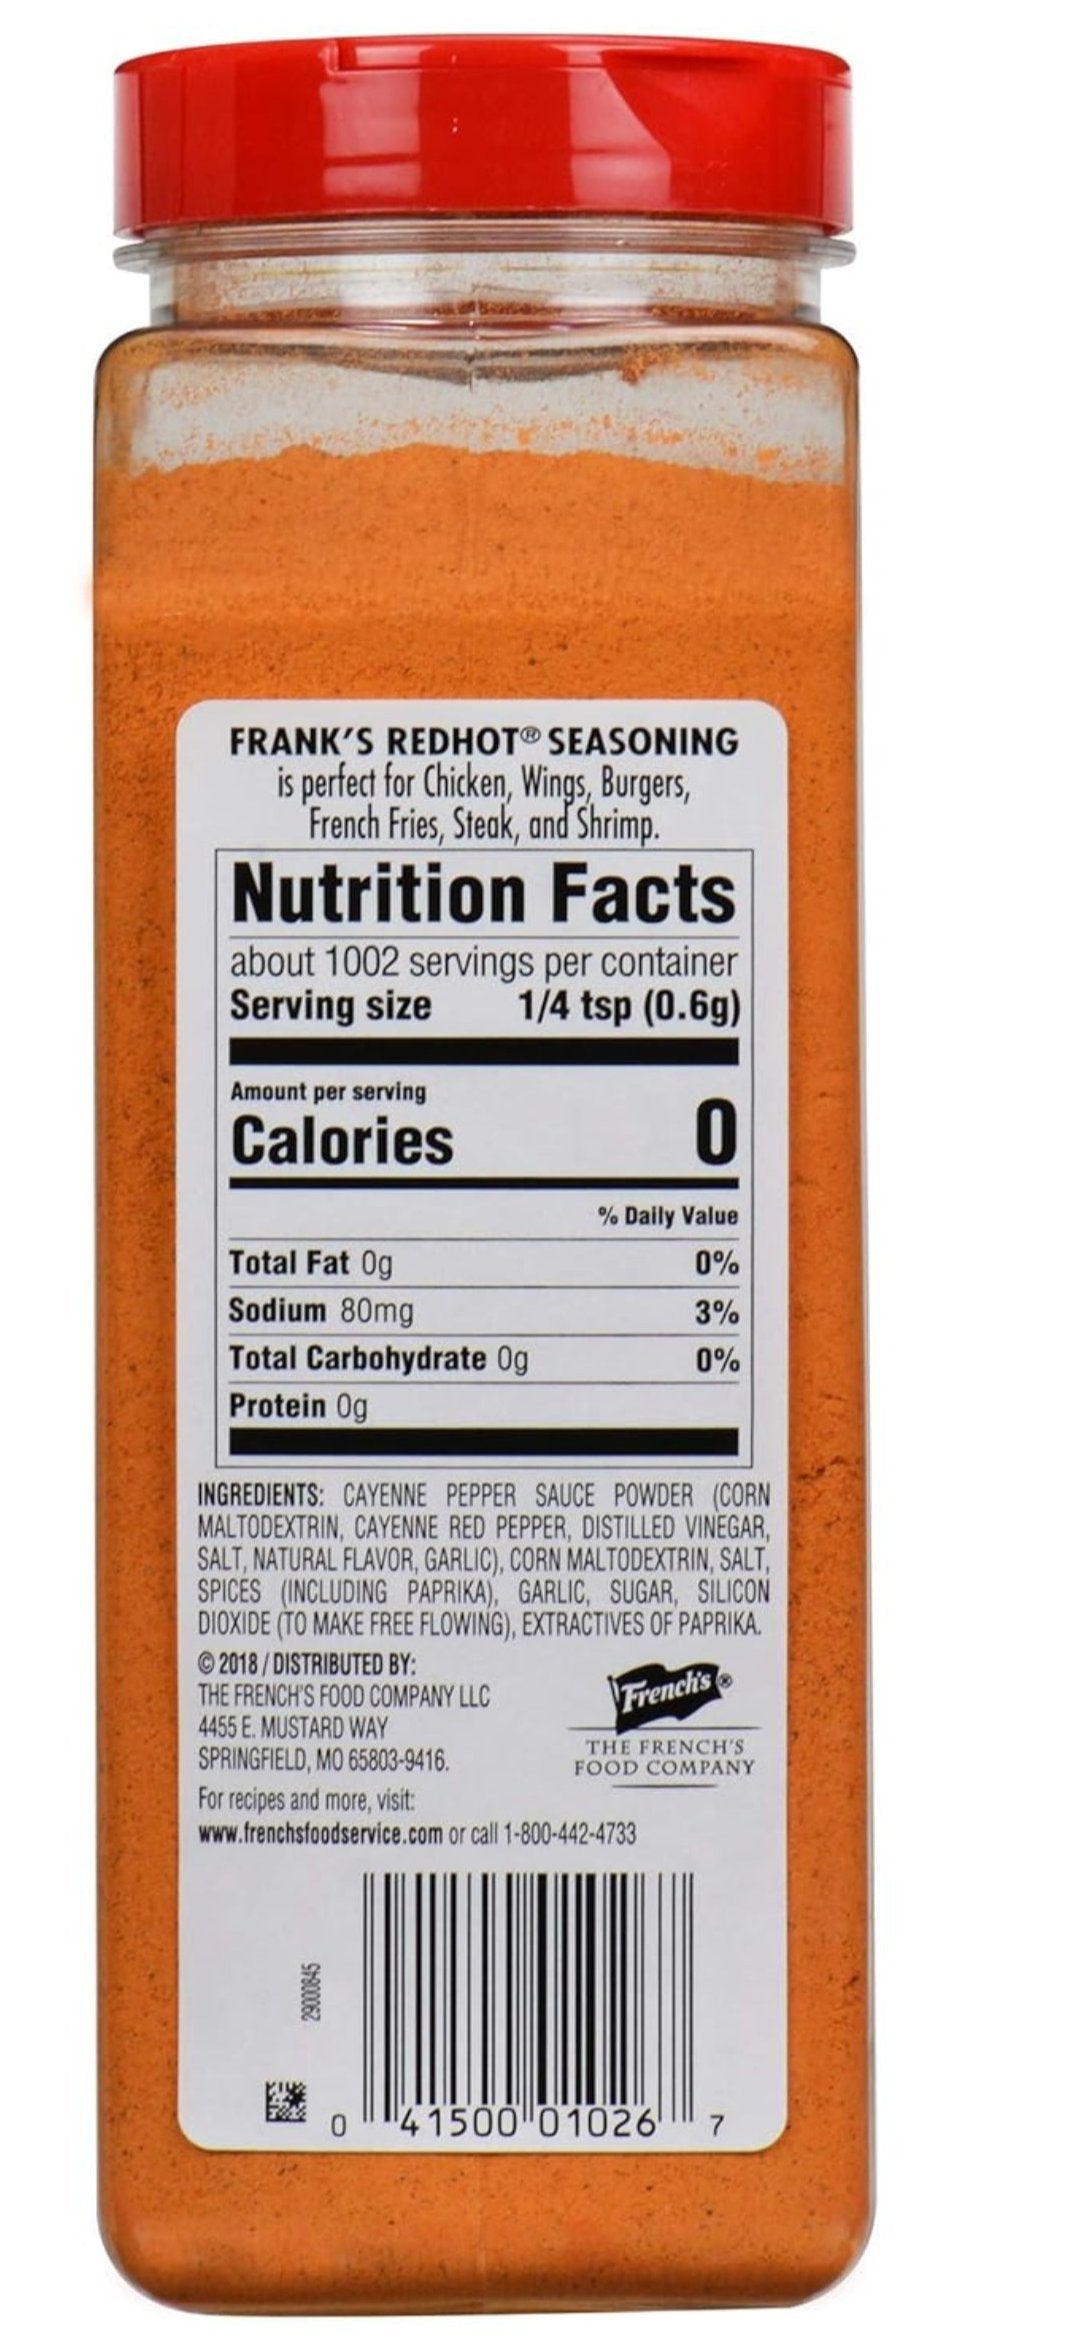 FRANK'S REDHOT® SEASONING
is perfect for Chicken, Wings, Burgers,
French Fries, Steak, and Shrimp.
Nutrition Facts
about 1002 servings per container
Serving size 1/4 tsp (0.6g)
Amount per serving
Calories 0
% Daily Value
Total Fat 0g 0%
Sodium 80mg 3%
Total Carbohydrate 0g 0%
Protein 0g
INGREDIENTS: CAYENNE PEPPER SAUCE POWDER (CORN
MALTODEXTRIN, CAYENNE RED PEPPER, DISTILLED VINEGAR,
SALT, NATURAL FLAVOR, GARLIC), CORN MALTODEXTRIN, SALT,
SPICES (INCLUDING PAPRIKA), GARLIC, SUGAR, SILICON
DIOXIDE (TO MAKE FREE FLOWING), EXTRACTIVES OF PAPRIKA.
© 2018 / DISTRIBUTED BY:
THE FRENCH'S FOOD COMPANY LLC
4455 E. MUSTARD WAY
SPRINGFIELD, MO 65803-9416.
French's®
THE FRENCH'S
FOOD COMPANY
For recipes and more, visit:
www.frenchsfoodservice.com or call 1-800-442-4733
29000845
0 41500 01026 7